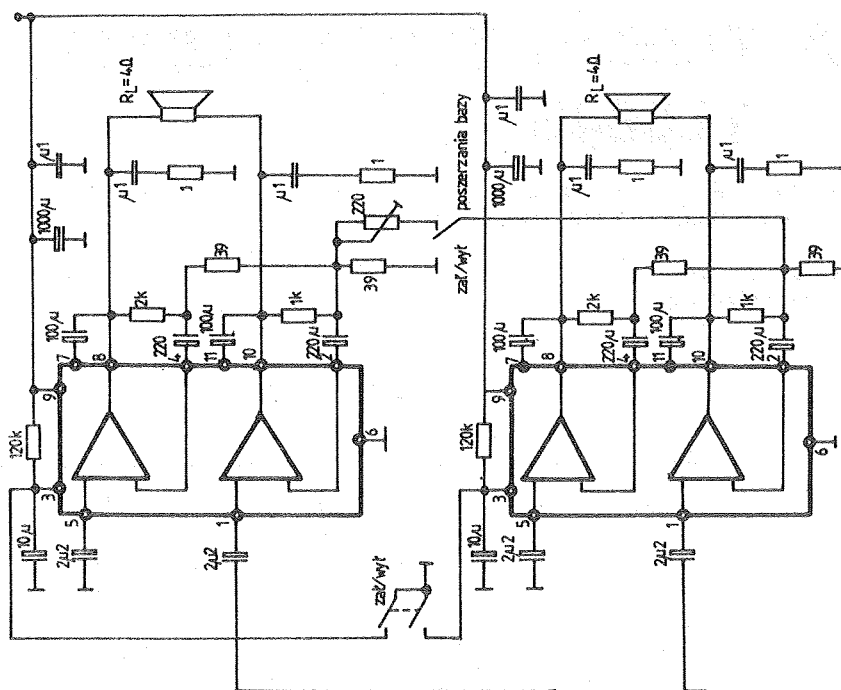 R_L=4Ω
R_L=4Ω
µ1
1000µ
µ1
1
µ1
1
220
poszerzania bazy
zał/wył
µ1
1000µ
µ1
1
µ1
1
39
39
39
39
100µ
2k
220
100µ
1k
220µ
100µ
2k
220µ
100µ
1k
220µ
7
8
4
11
10
2
7
8
4
11
10
2
9
120k
6
9
120k
6
3
5
1
3
5
1
10µ
2µ2
2µ2
zał/wył
10µ
2µ2
2µ2